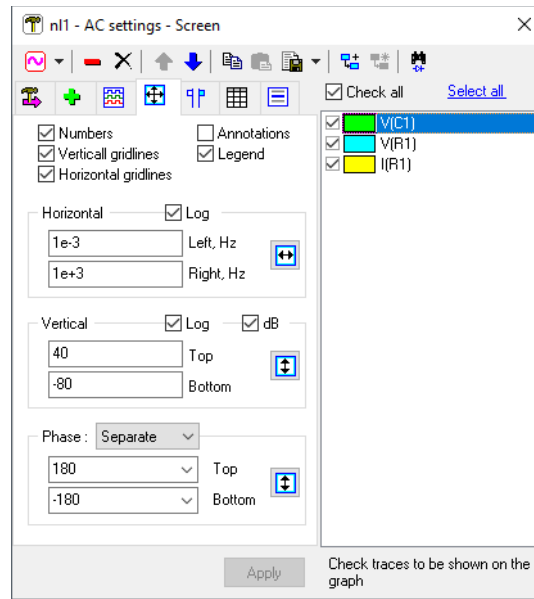 nl1 - AC settings - Screen
Check all Select all
Numbers Annotations
Verticall gridlines Legend
Horizontal gridlines
V(C1)
V(R1)
I(R1)
Horizontal Log
1e-3 Left, Hz
1e+3 Right, Hz
Vertical Log dB
40 Top
-80 Bottom
Phase : Separate
180 Top
-180 Bottom
Apply
Check traces to be shown on the
graph